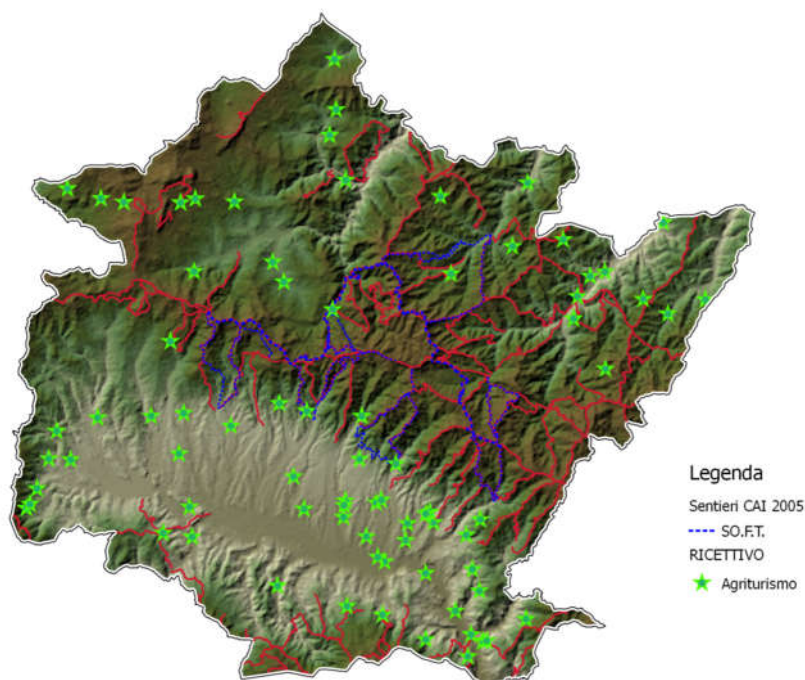 Legenda
Sentieri CAI 2005
SO.F.T.
RICETTIVO
Agriturismo